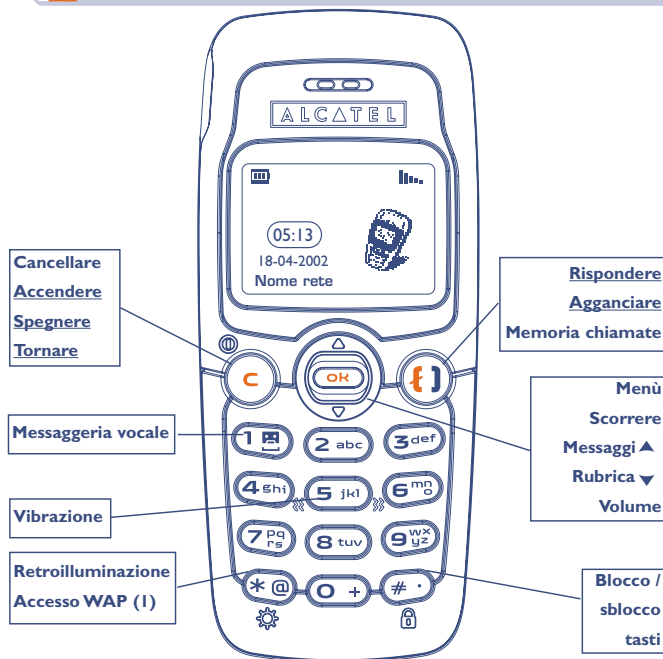 ALCATEL
05:13
18-04-2002
Nome rete
Cancellare
Accendere
Spegnere
Tornare
Rispondere
Agganciare
Memoria chiamate
C
ok
Menù
Scorrere
Messaggi ▲
Rubrica ▼
Volume
Messaggeria vocale
1
2 abc
3 def
Vibrazione
4 ghi
5 jkl
6 mno
7 pqrs
8 tuv
9 wxyz
Retroilluminazione
Accesso WAP (1)
* @
0 +
# ·
Blocco /
sblocco
tasti